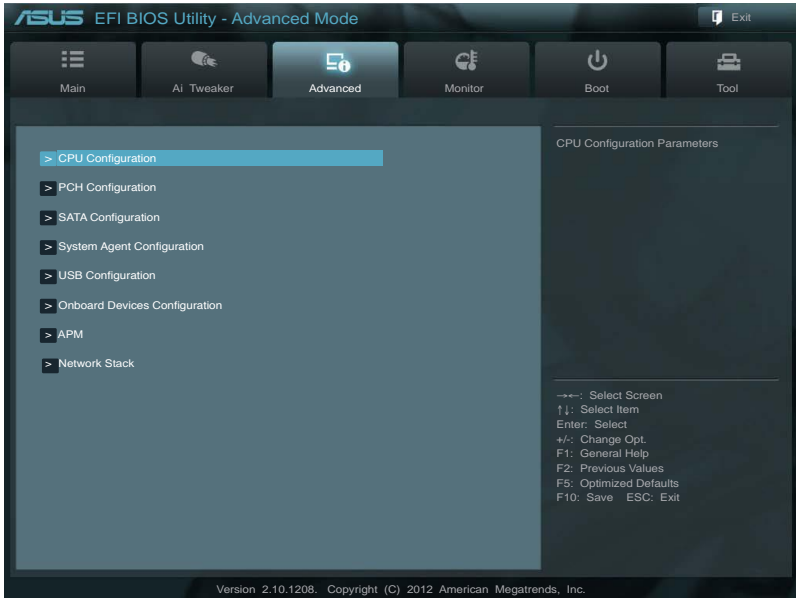 ASUS EFI BIOS Utility - Advanced Mode
Exit
Main
Ai Tweaker
Advanced
Monitor
Boot
Tool
> CPU Configuration
> PCH Configuration
> SATA Configuration
> System Agent Configuration
> USB Configuration
> Onboard Devices Configuration
> APM
> Network Stack
CPU Configuration Parameters
→←: Select Screen
↑↓: Select Item
Enter: Select
+/-: Change Opt.
F1: General Help
F2: Previous Values
F5: Optimized Defaults
F10: Save ESC: Exit
Version 2.10.1208. Copyright (C) 2012 American Megatrends, Inc.